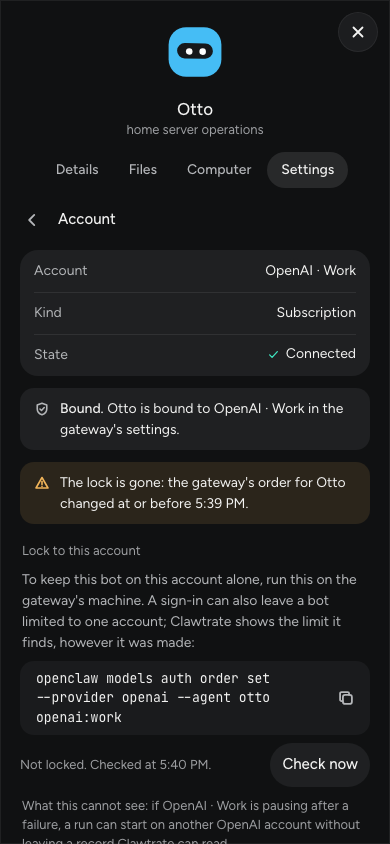 Otto
home server operations
Details Files Computer Settings
Account
Account OpenAI · Work
Kind Subscription
State Connected
Bound. Otto is bound to OpenAI · Work in the
gateway's settings.
The lock is gone: the gateway's order for Otto
changed at or before 5:39 PM.
Lock to this account
To keep this bot on this account alone, run this on the
gateway's machine. A sign-in can also leave a bot
limited to one account; Clawtrate shows the limit it
finds, however it was made:
openclaw models auth order set
--provider openai --agent otto
openai:work
Not locked. Checked at 5:40 PM.
Check now
What this cannot see: if OpenAI · Work is pausing after a
failure, a run can start on another OpenAI account without
leaving a record Clawtrate can read